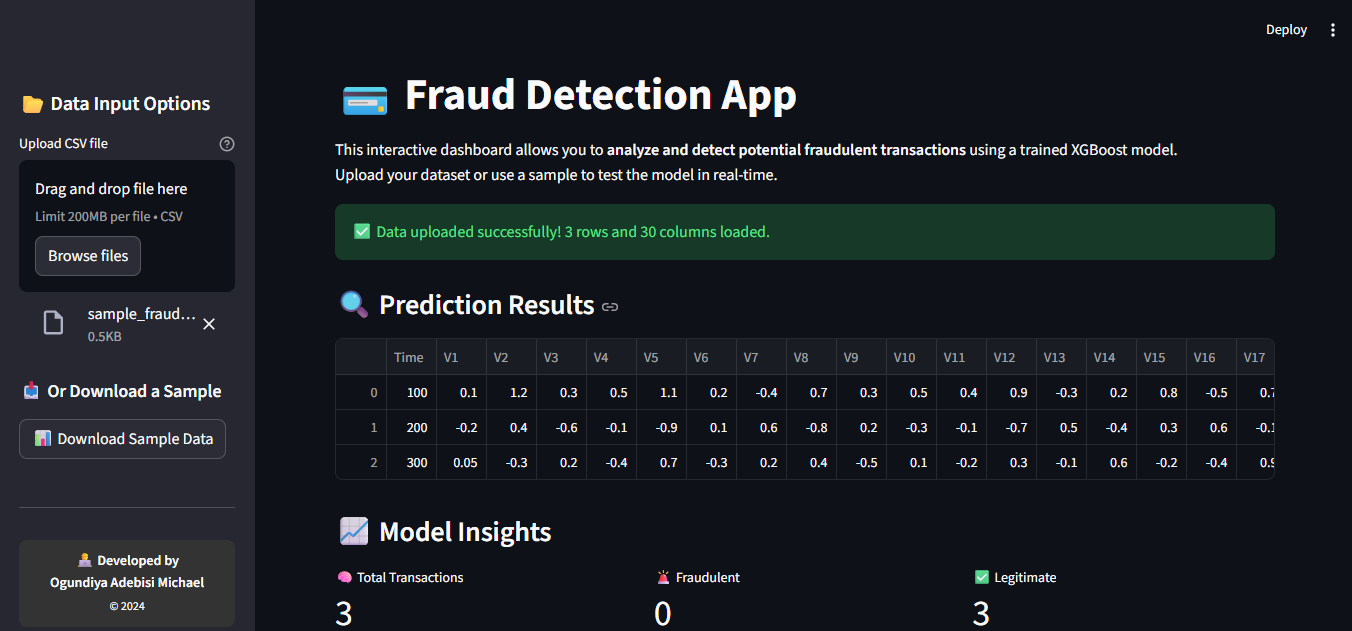 Deploy
Data Input Options
Upload CSV file
Drag and drop file here
Limit 200MB per file • CSV
Browse files
sample_fraud...
0.5KB
Or Download a Sample
Download Sample Data
Developed by
Ogundiya Adebisi Michael
© 2024
Fraud Detection App
This interactive dashboard allows you to analyze and detect potential fraudulent transactions using a trained XGBoost model.
Upload your dataset or use a sample to test the model in real-time.
Data uploaded successfully! 3 rows and 30 columns loaded.
Prediction Results
Time V1 V2 V3 V4 V5 V6 V7 V8 V9 V10 V11 V12 V13 V14 V15 V16 V17
0 100 0.1 1.2 0.3 0.5 1.1 0.2 -0.4 0.7 0.3 0.5 0.4 0.9 -0.3 0.2 0.8 -0.5
1 200 -0.2 0.4 -0.6 -0.1 -0.9 0.1 0.6 -0.8 0.2 -0.3 -0.1 -0.7 0.5 -0.4 0.3 0.6
2 300 0.05 -0.3 0.2 -0.4 0.7 -0.3 0.2 0.4 -0.5 0.1 -0.2 0.3 -0.1 0.6 -0.2 -0.4
Model Insights
Total Transactions Fraudulent Legitimate
3 0 3